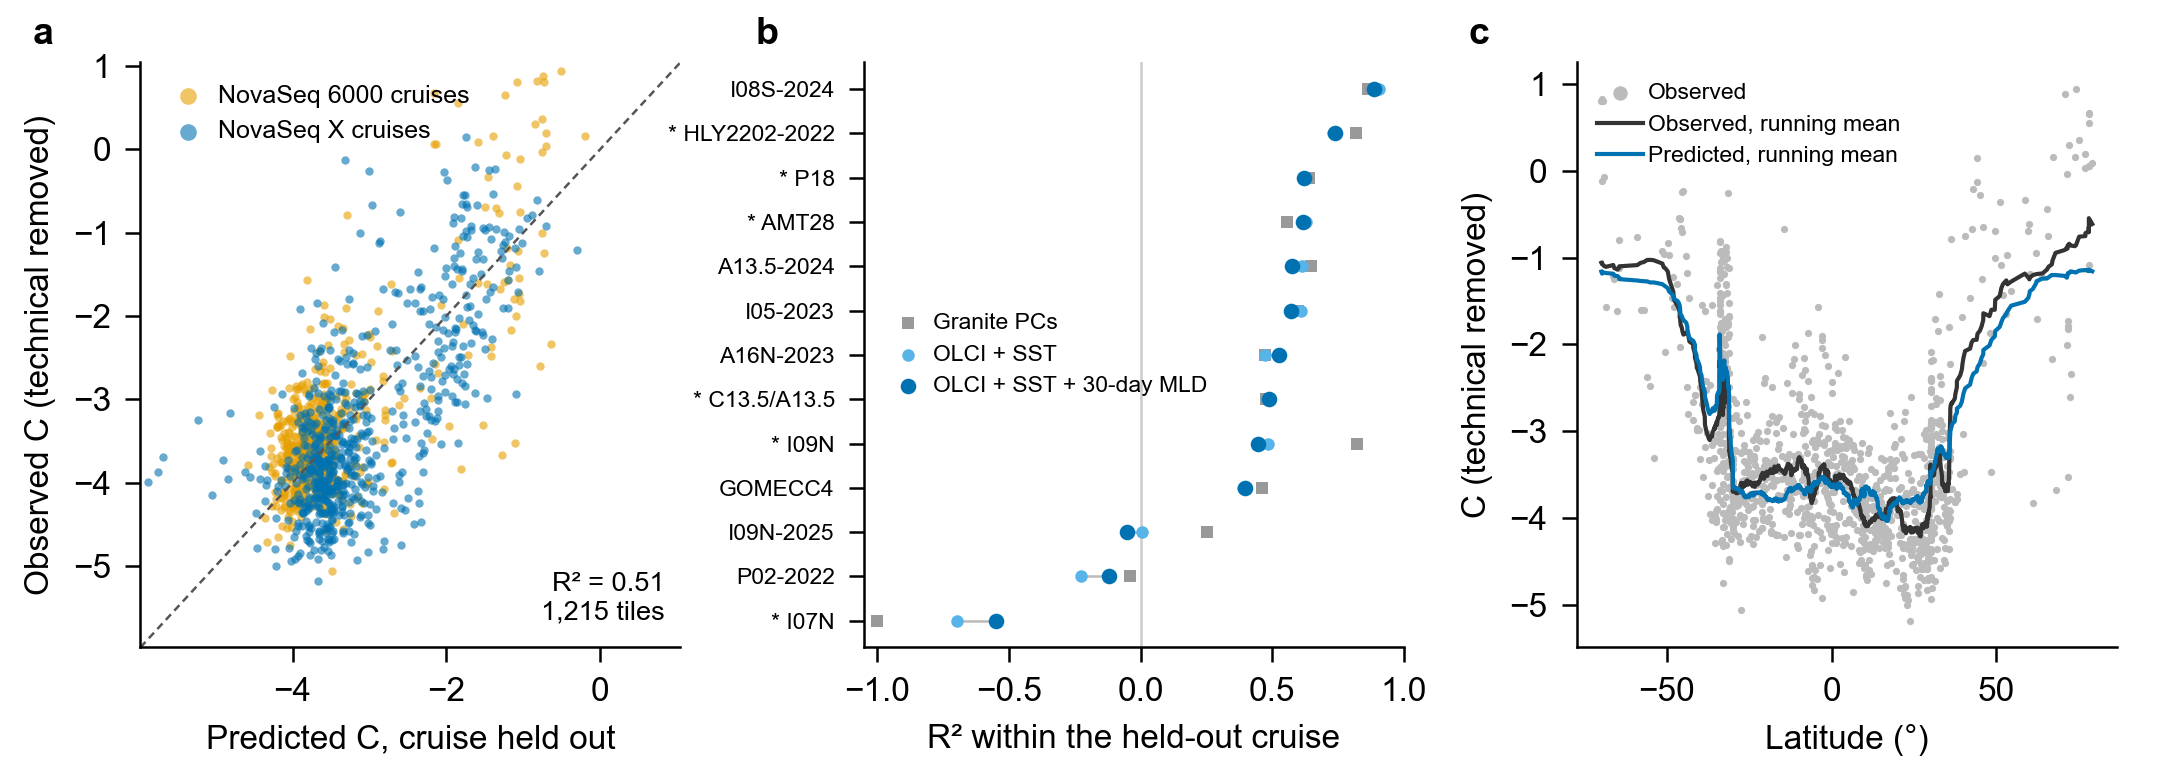 a
1
0
−1
−2
−3
−4
−5
Observed C (technical removed)
NovaSeq 6000 cruises
NovaSeq X cruises
R² = 0.51
1,215 tiles
−4
−2
0
Predicted C, cruise held out
b
I08S-2024
* HLY2202-2022
* P18
* AMT28
A13.5-2024
I05-2023
A16N-2023
* C13.5/A13.5
* I09N
GOMECC4
I09N-2025
P02-2022
* I07N
Granite PCs
OLCI + SST
OLCI + SST + 30-day MLD
−1.0
−0.5
0.0
0.5
1.0
R² within the held-out cruise
c
1
0
−1
−2
−3
−4
−5
C (technical removed)
Observed
Observed, running mean
Predicted, running mean
−50
0
50
Latitude (°)